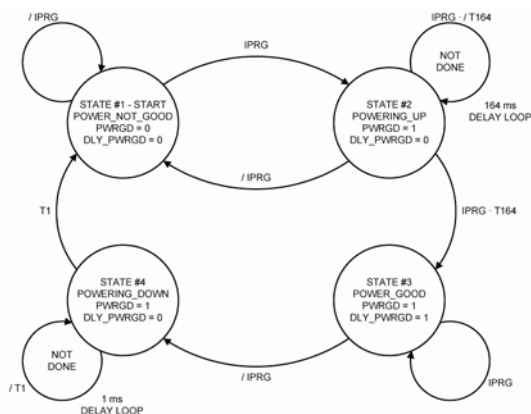 / IPRG
IPRG
IPRG · / T164
NOT
DONE
164 ms
DELAY LOOP
STATE #1 - START
POWER_NOT_GOOD
PWRGD = 0
DLY_PWRGD = 0
STATE #2
POWERING_UP
PWRGD = 1
DLY_PWRGD = 0
/ IPRG
T1
IPRG · T164
STATE #4
POWERING_DOWN
PWRGD = 1
DLY_PWRGD = 0
STATE #3
POWER_GOOD
PWRGD = 1
DLY_PWRGD = 1
NOT
DONE
/ T1
1 ms
DELAY LOOP
/ IPRG
IPRG